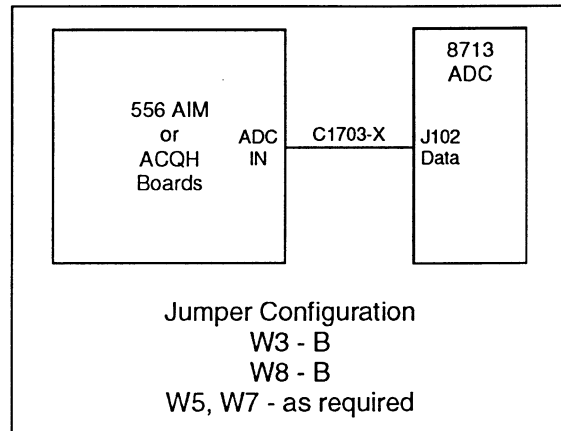 556 AIM
or
ACQH
Boards
ADC
IN
C1703-X
8713
ADC
J102
Data
Jumper Configuration
W3 - B
W8 - B
W5, W7 - as required